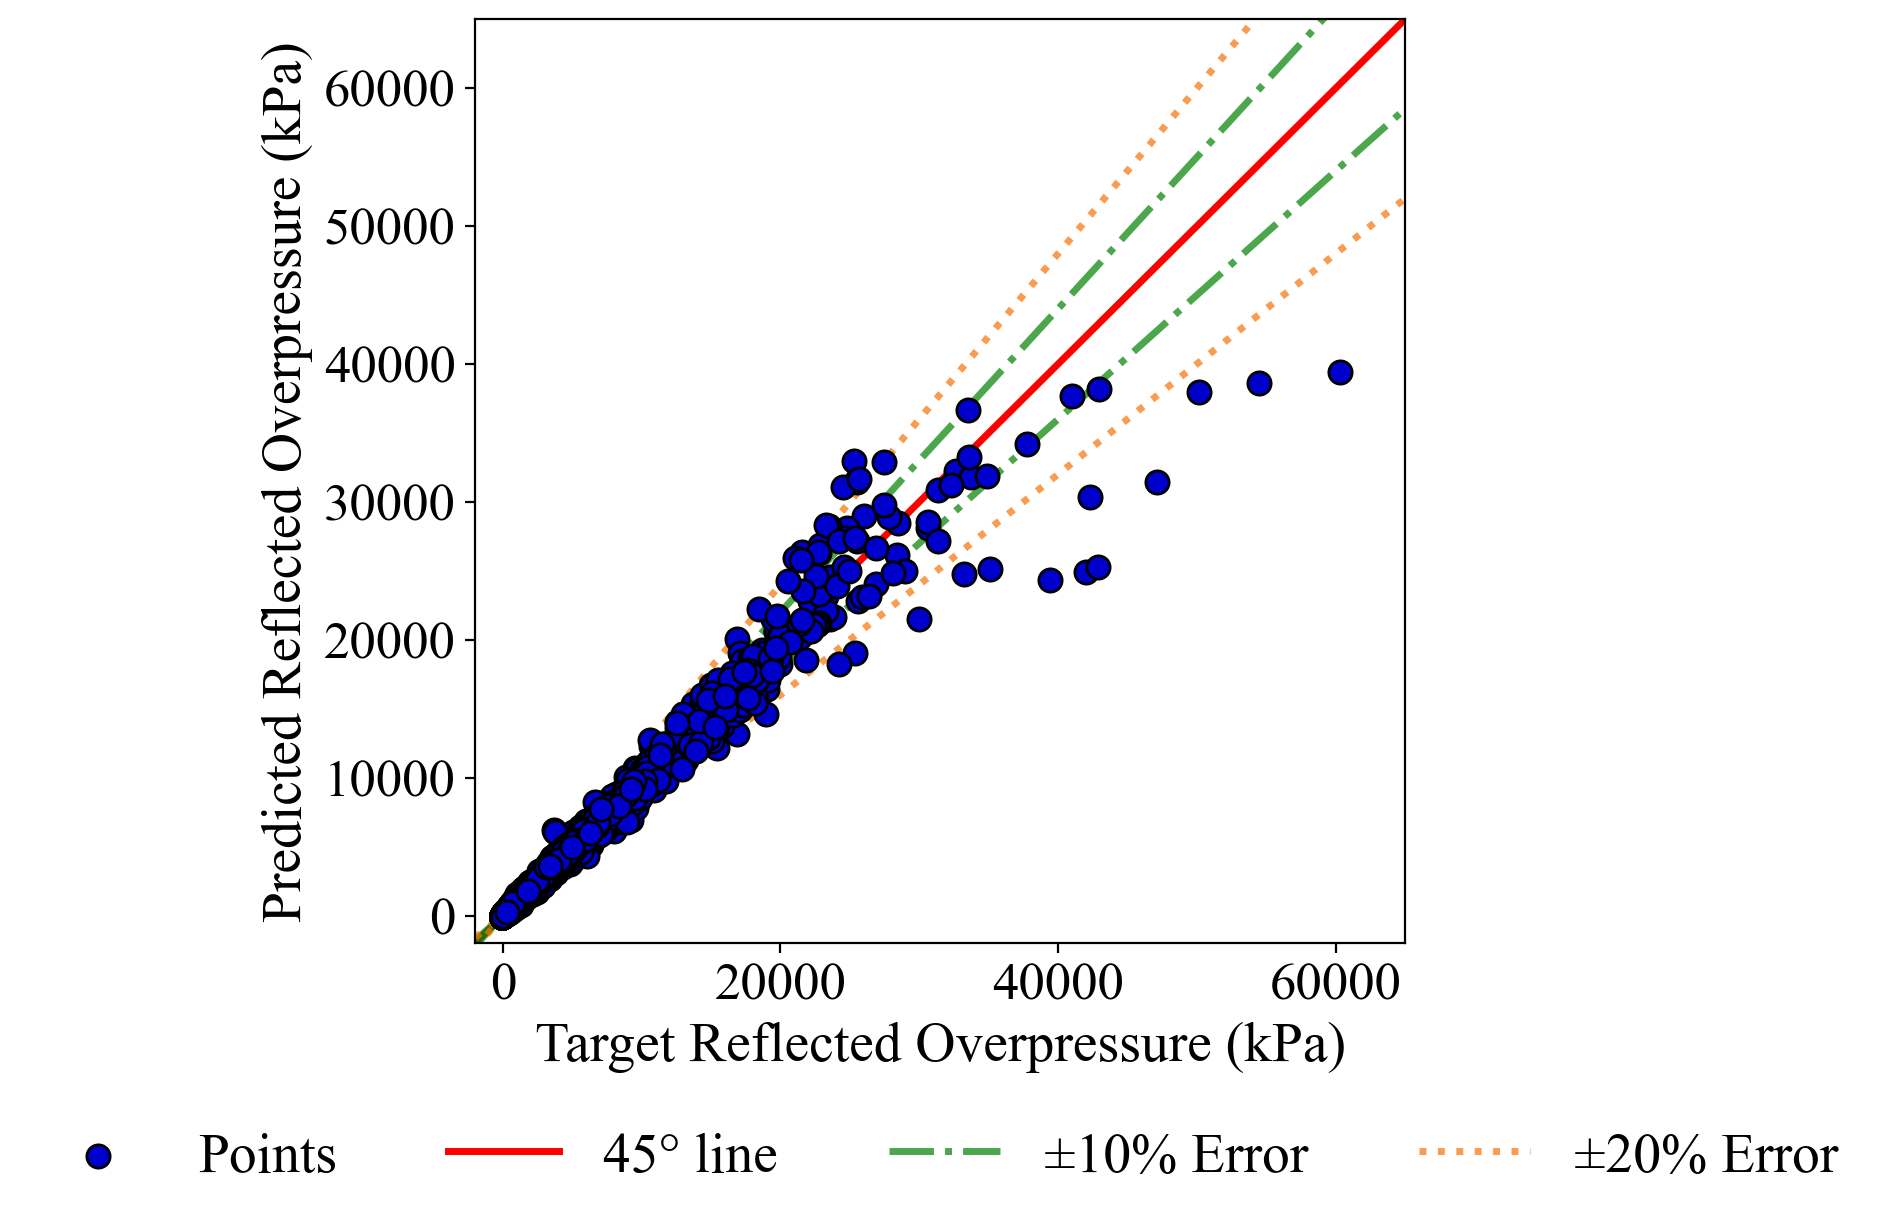 Predicted Reflected Overpressure (kPa)
60000
50000
40000
30000
20000
10000
0
0 20000 40000 60000
Target Reflected Overpressure (kPa)
Points 45° line ±10% Error ±20% Error